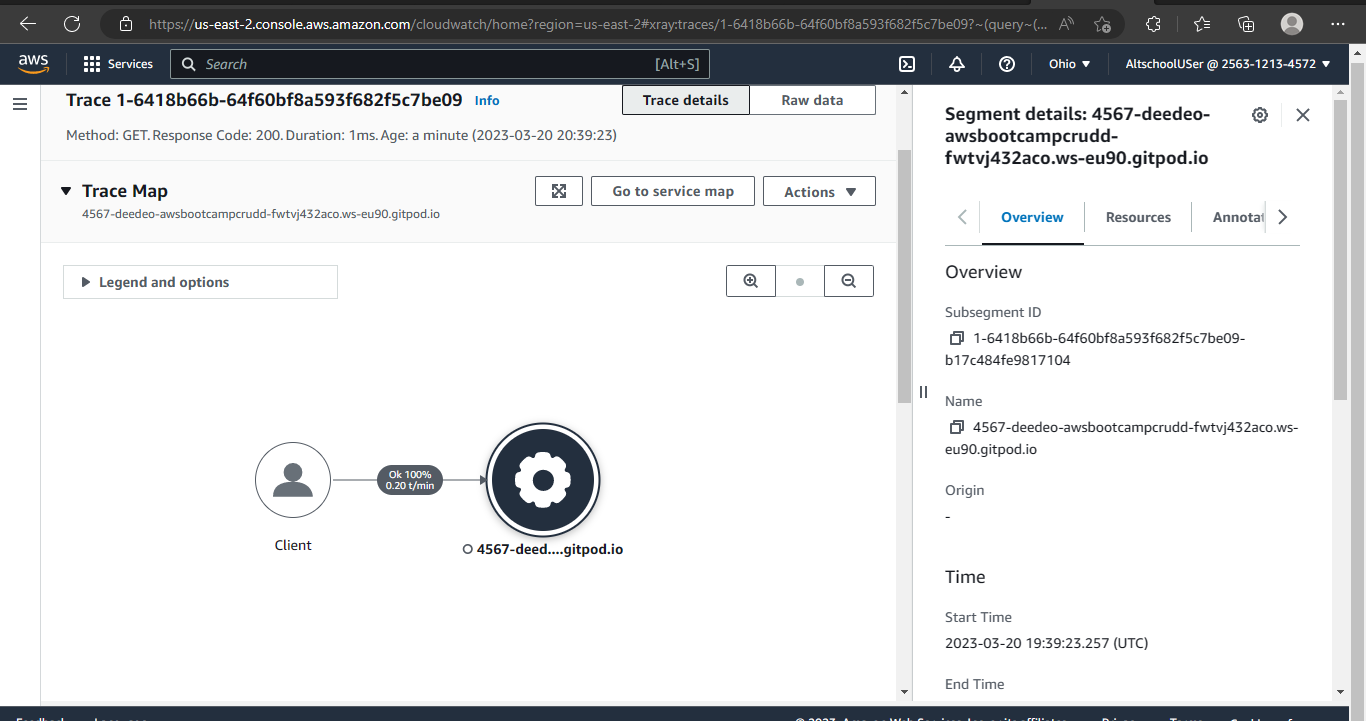 https://us-east-2.console.aws.amazon.com/cloudwatch/home?region=us-east-2#xray:traces/1-6418b66b-64f60bf8a593f682f5c7be09?~(query~(...
aws
Services
Search
[Alt+S]
Ohio
AltschoolUSer @ 2563-1213-4572
Trace 1-6418b66b-64f60bf8a593f682f5c7be09 Info
Trace details
Raw data
Method: GET. Response Code: 200. Duration: 1ms. Age: a minute (2023-03-20 20:39:23)
Trace Map
4567-deedeo-awsbootcampcrudd-fwtvj432aco.ws-eu90.gitpod.io
Go to service map
Actions
Legend and options
Ok 100%
0.20 t/min
Client
4567-deed....gitpod.io
Segment details: 4567-deedeo-
awsbootcampcrudd-
fwtvj432aco.ws-eu90.gitpod.io
Overview
Resources
Annotat
Overview
Subsegment ID
1-6418b66b-64f60bf8a593f682f5c7be09-
b17c484fe9817104
Name
4567-deedeo-awsbootcampcrudd-fwtvj432aco.ws-
eu90.gitpod.io
Origin
-
Time
Start Time
2023-03-20 19:39:23.257 (UTC)
End Time